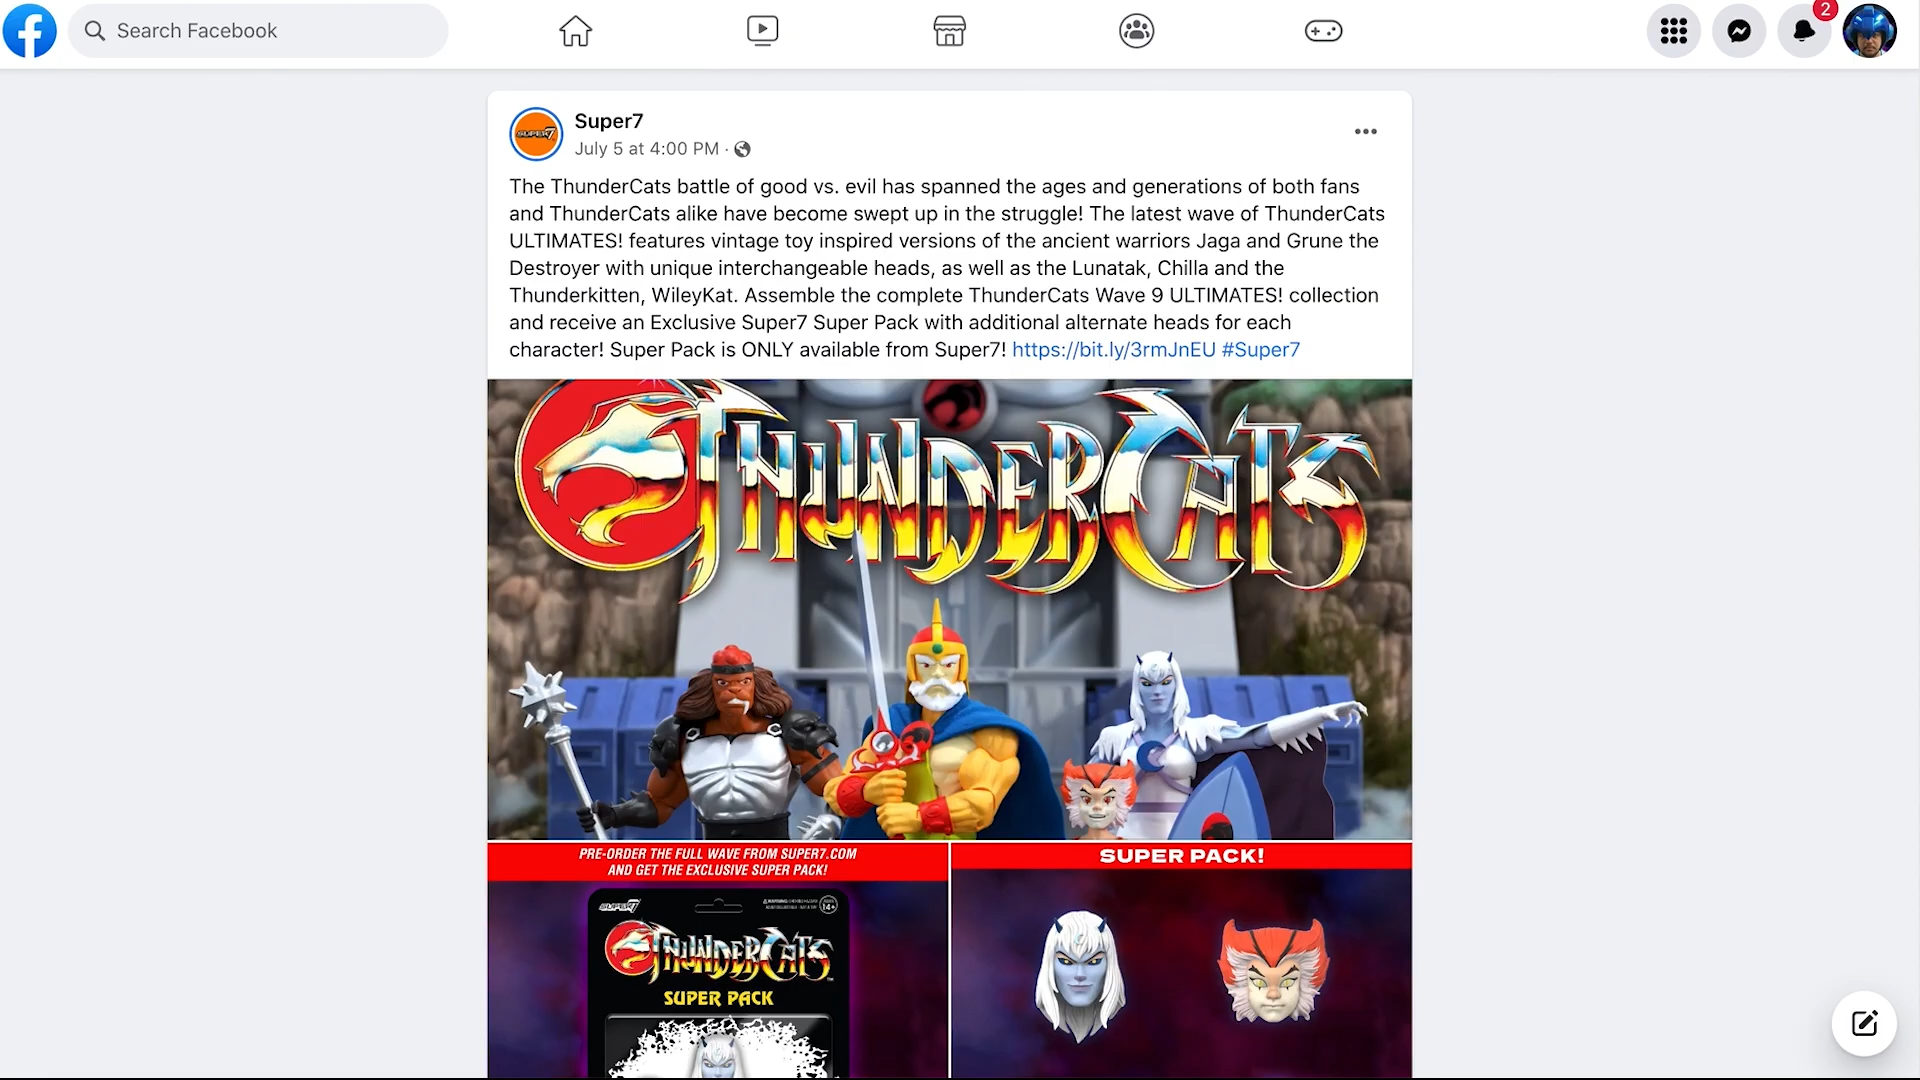 Search Facebook
2
Super7
July 5 at 4:00 PM ·
The ThunderCats battle of good vs. evil has spanned the ages and generations of both fans
and ThunderCats alike have become swept up in the struggle! The latest wave of ThunderCats
ULTIMATES! features vintage toy inspired versions of the ancient warriors Jaga and Grune the
Destroyer with unique interchangeable heads, as well as the Lunatak, Chilla and the
Thunderkitten, WileyKat. Assemble the complete ThunderCats Wave 9 ULTIMATES! collection
and receive an Exclusive Super7 Super Pack with additional alternate heads for each
character! Super Pack is ONLY available from Super7! https://bit.ly/3rmJnEU #Super7
THUNDERCATS
PRE-ORDER THE FULL WAVE FROM SUPER7.COM
AND GET THE EXCLUSIVE SUPER PACK!
SUPER7
14+
THUNDERCATS
SUPER PACK
SUPER PACK!